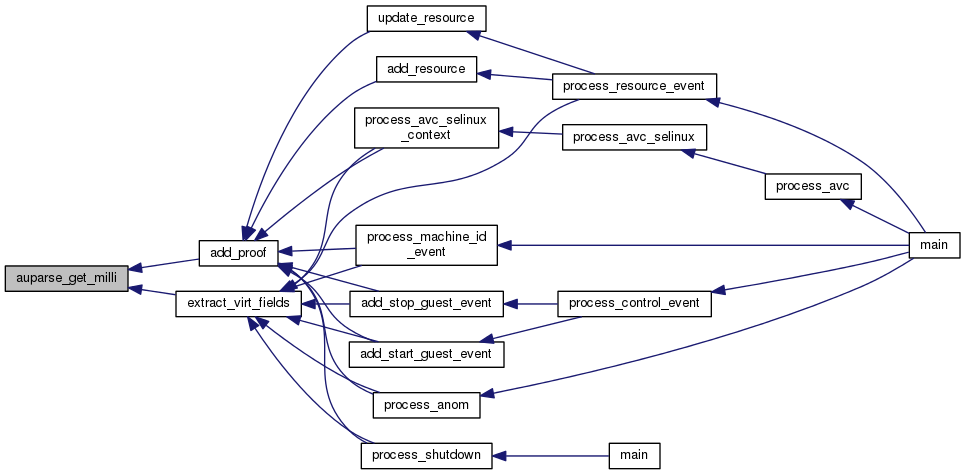 update_resource
add_resource
process_resource_event
process_avc_selinux
_context
process_avc_selinux
process_avc
process_machine_id
_event
main
add_proof
auparse_get_milli
extract_virt_fields
add_stop_guest_event
process_control_event
add_start_guest_event
process_anom
process_shutdown
main